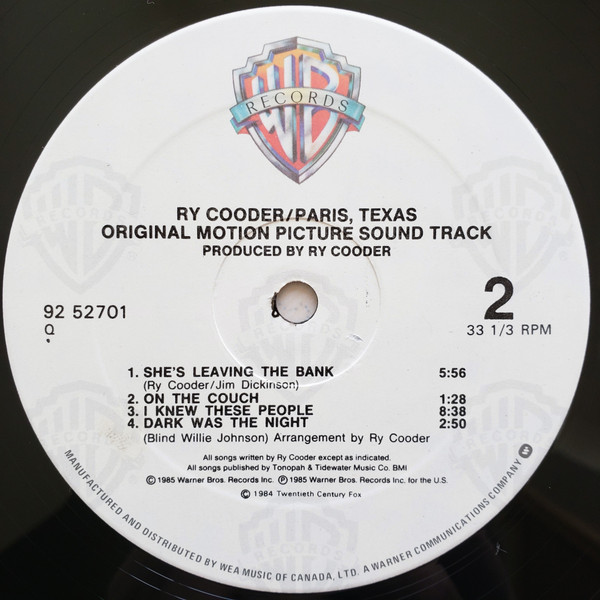 WB
RECORDS
RY COODER/PARIS, TEXAS
ORIGINAL MOTION PICTURE SOUND TRACK
PRODUCED BY RY COODER
92 52701
Q
2
33 1/3 RPM
1. SHE'S LEAVING THE BANK 5:56
(Ry Cooder/Jim Dickinson)
2. ON THE COUCH 1:28
3. I KNEW THESE PEOPLE 8:38
4. DARK WAS THE NIGHT 2:50
(Blind Willie Johnson) Arrangement by Ry Cooder
All songs written by Ry Cooder except as indicated.
All songs published by Tonopah & Tidewater Music Co. BMI
© 1985 Warner Bros. Records Inc. ℗ 1985 Warner Bros. Records Inc. for the U.S.
© 1984 Twentieth Century Fox
MANUFACTURED AND DISTRIBUTED BY WEA MUSIC OF CANADA, LTD. A WARNER COMMUNICATIONS COMPANY